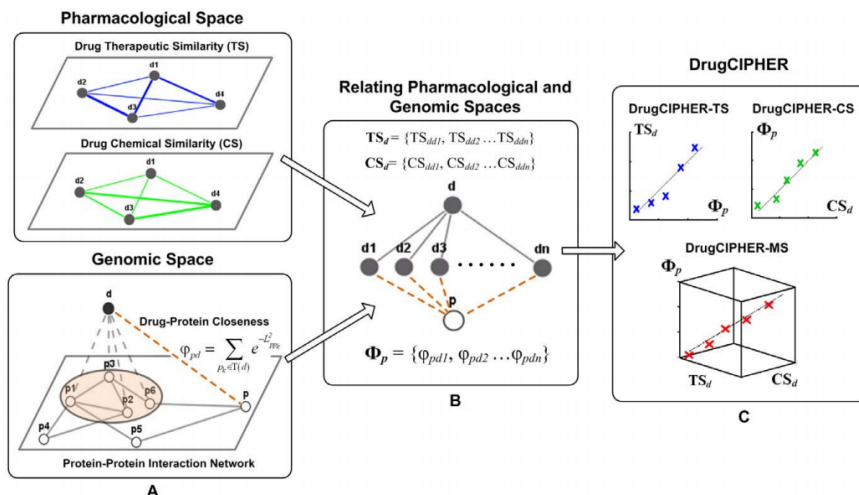 Pharmacological Space
Drug Therapeutic Similarity (TS)
d1
d2
d3
d4
Drug Chemical Similarity (CS)
d1
d2
d3
d4
Genomic Space
d
Drug-Protein Closeness
φpd = ∑ e^-L²
p3
p1
p6
p2
p
p4
p5
Protein-Protein Interaction Network
A
Relating Pharmacological and
Genomic Spaces
TSd = {TSdd1, TSdd2 ...TSddn}
CSd = {CSdd1, CSdd2 ...CSddn}
d
d1 d2 d3 ...... dn
p
Φp = {φpd1, φpd2 ...φpdn}
B
DrugCIPHER
DrugCIPHER-TS
TSd
Φp
DrugCIPHER-CS
Φp
CSd
DrugCIPHER-MS
Φp
TSd
CSd
C